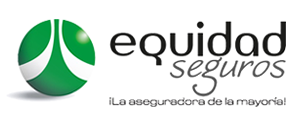 equidad
seguros
¡La aseguradora de la mayoría!